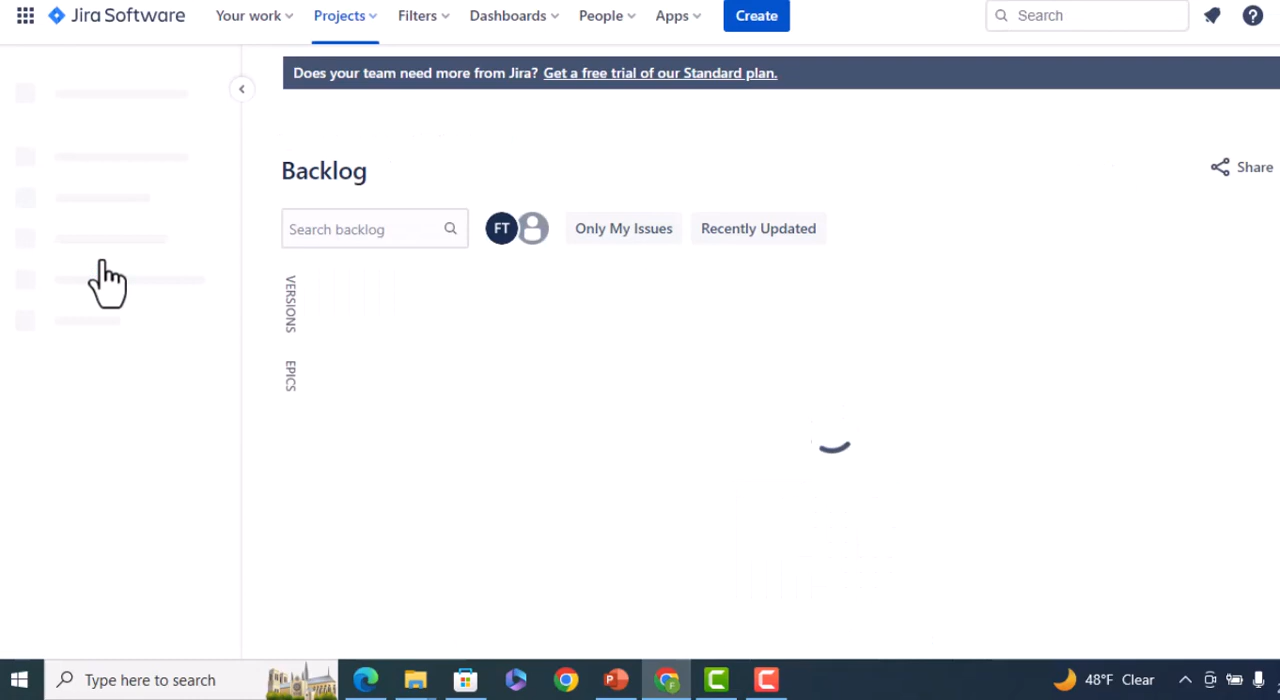 Jira Software Your work Projects Filters Dashboards People Apps Create Search
Does your team need more from Jira? Get a free trial of our Standard plan.
Backlog Share
Search backlog FT Only My Issues Recently Updated
VERSIONS
EPICS
Type here to search 48°F Clear